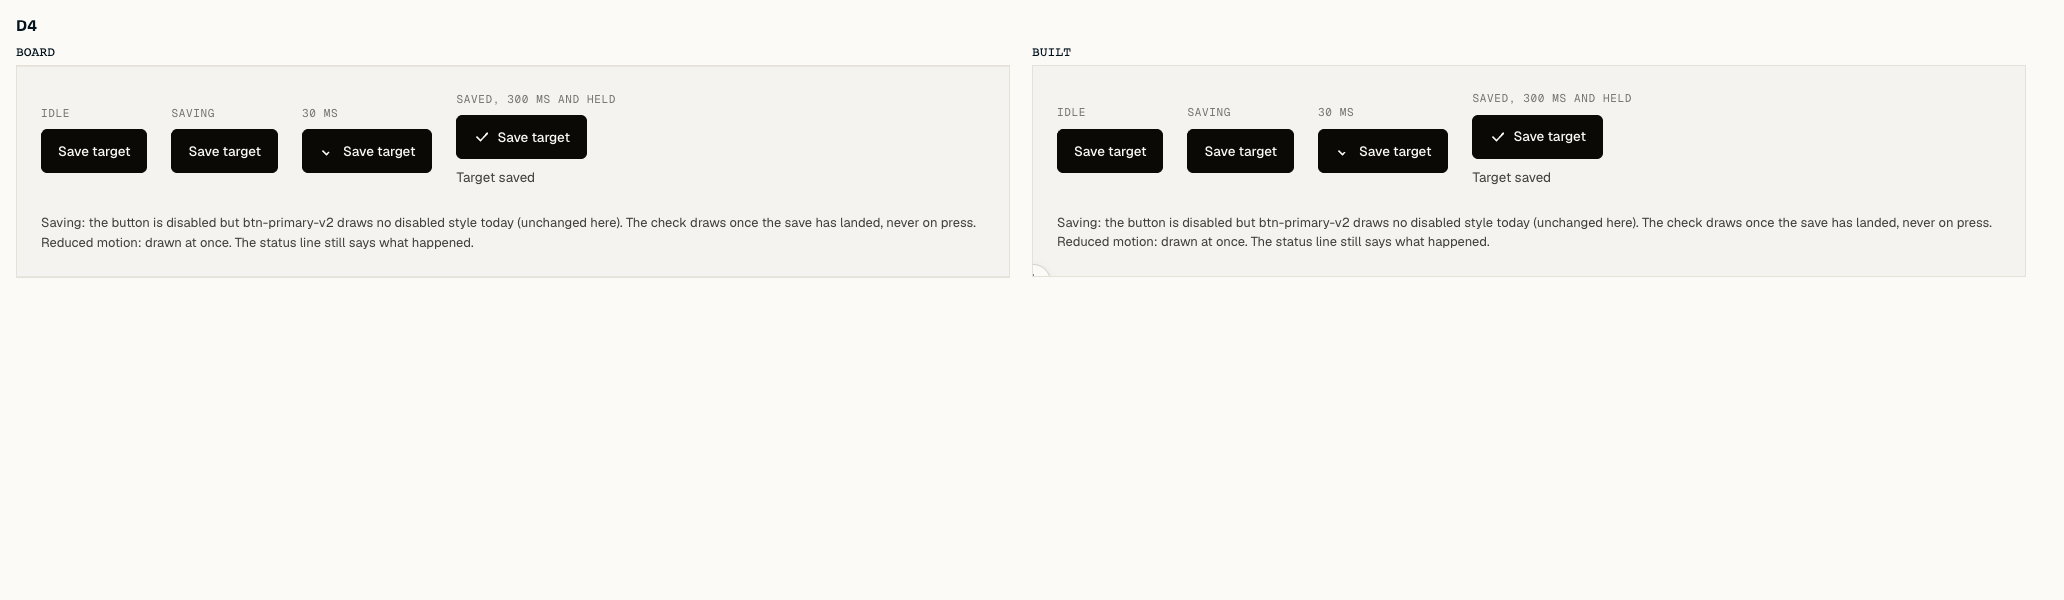 D4
BOARD
IDLE
SAVING
30 MS
SAVED, 300 MS AND HELD
Save target
Save target
Save target
Save target
Target saved
Saving: the button is disabled but btn-primary-v2 draws no disabled style today (unchanged here). The check draws once the save has landed, never on press.
Reduced motion: drawn at once. The status line still says what happened.
BUILT
IDLE
SAVING
30 MS
SAVED, 300 MS AND HELD
Save target
Save target
Save target
Save target
Target saved
Saving: the button is disabled but btn-primary-v2 draws no disabled style today (unchanged here). The check draws once the save has landed, never on press.
Reduced motion: drawn at once. The status line still says what happened.